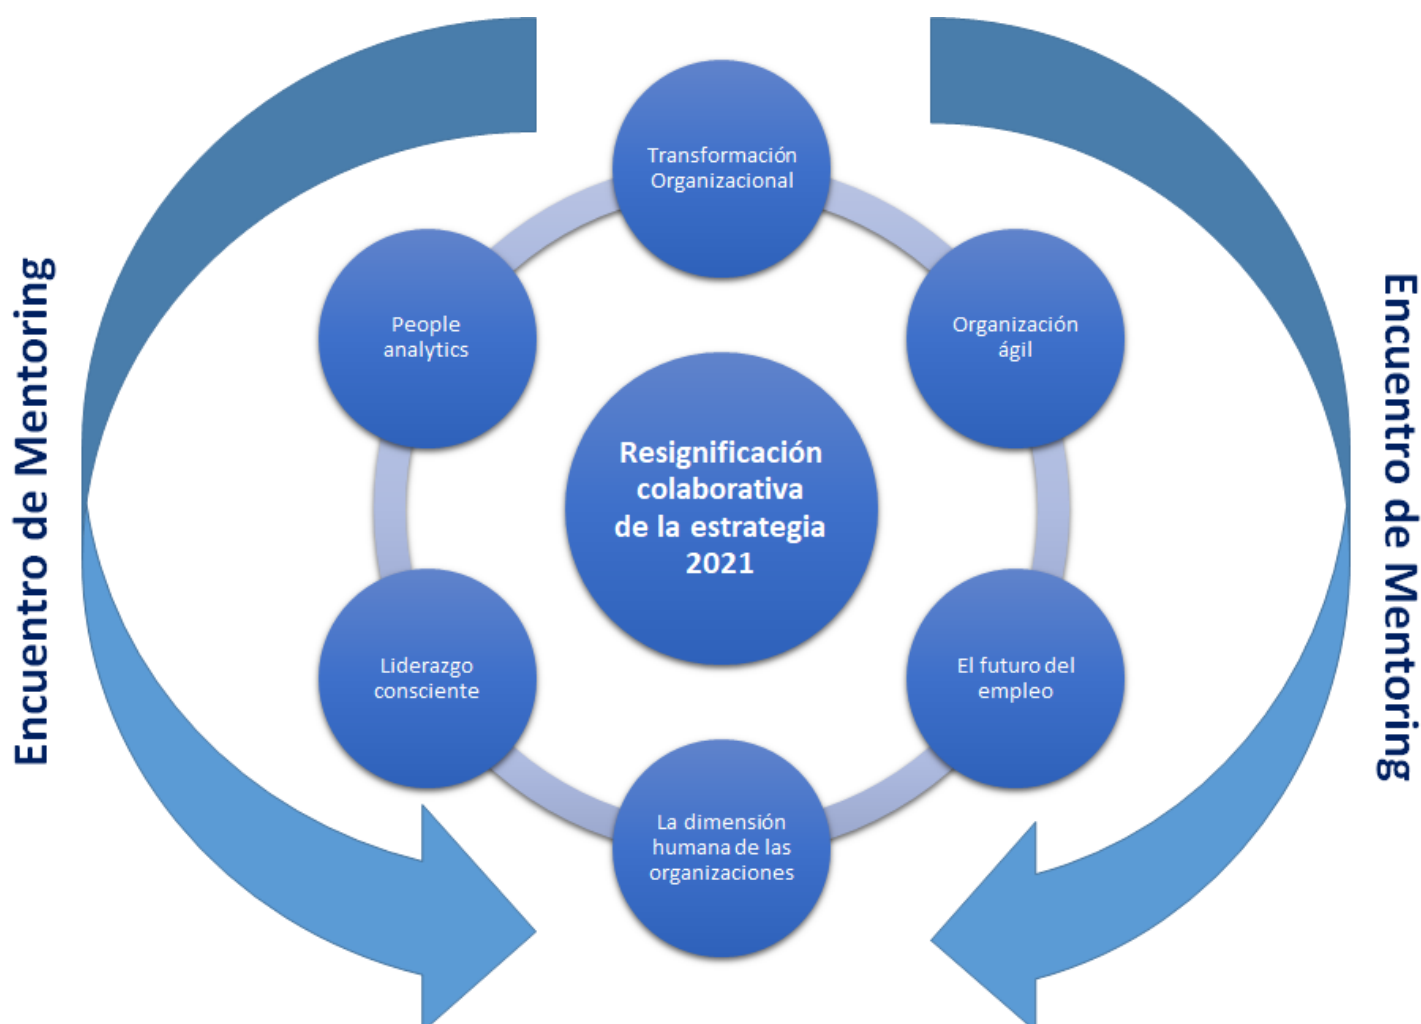 Transformación
Organizacional
People
analytics
Organización
ágil
Encuentro de Mentoring
Resignificación
colaborativa
de la estrategia
2021
Encuentro de Mentoring
Liderazgo
consciente
El futuro del
empleo
La dimensión
humana de las
organizaciones